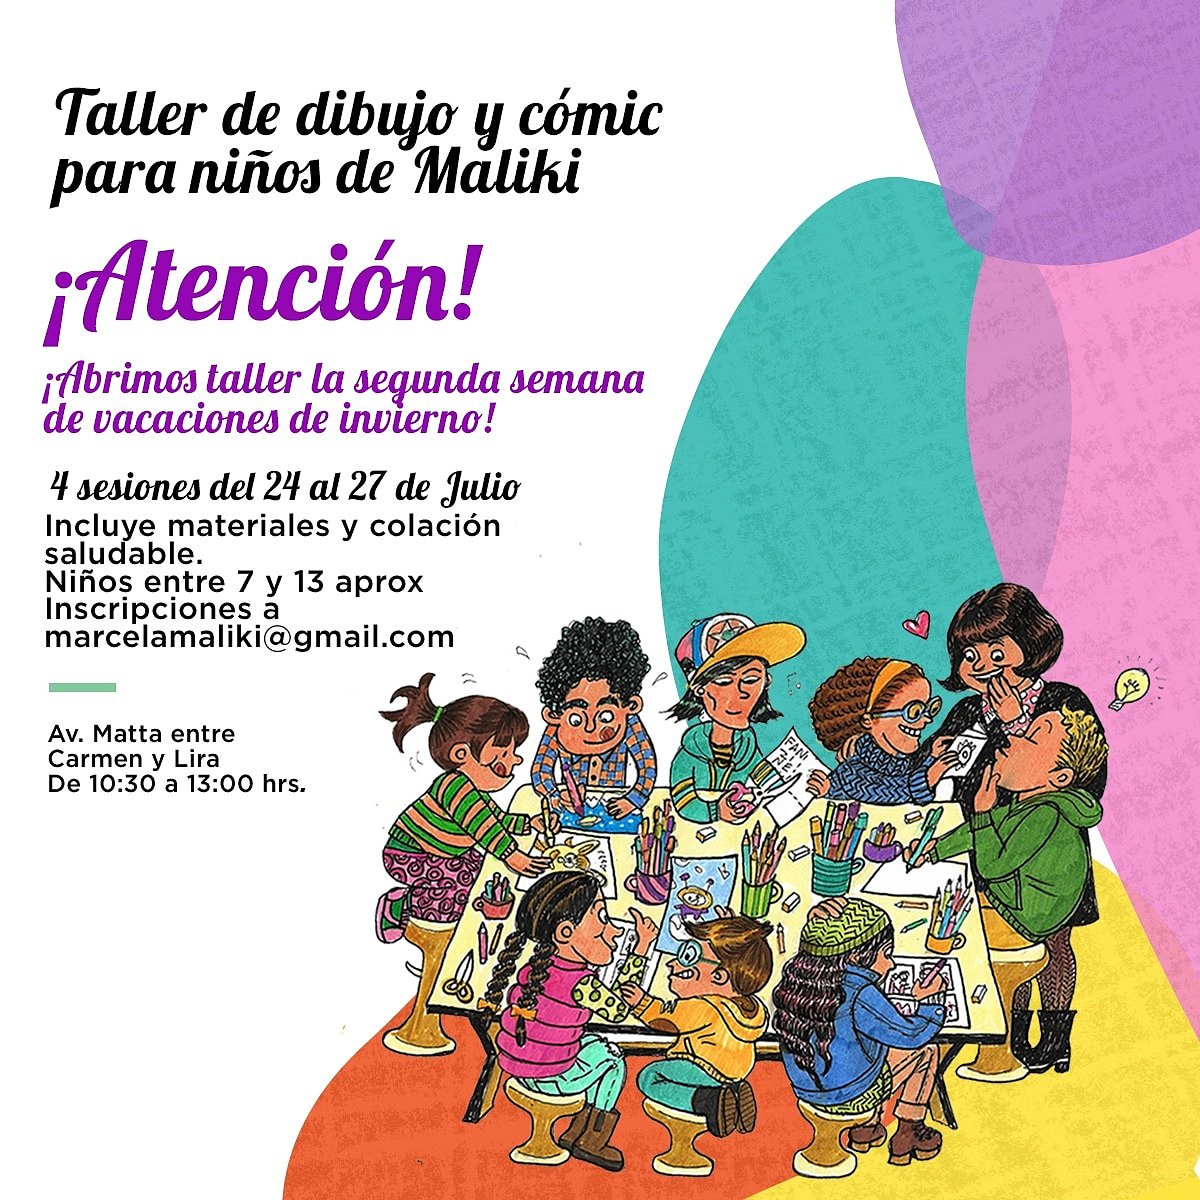 Taller de dibujo y cómic
para niños de Maliki
¡Atención!
¡Abrimos taller la segunda semana
de vacaciones de invierno!
4 sesiones del 24 al 27 de Julio
Incluye materiales y colación
saludable.
Niños entre 7 y 13 aprox
Inscripciones a
marcelamaliki@gmail.com
Av. Matta entre
Carmen y Lira
De 10:30 a 13:00 hrs.